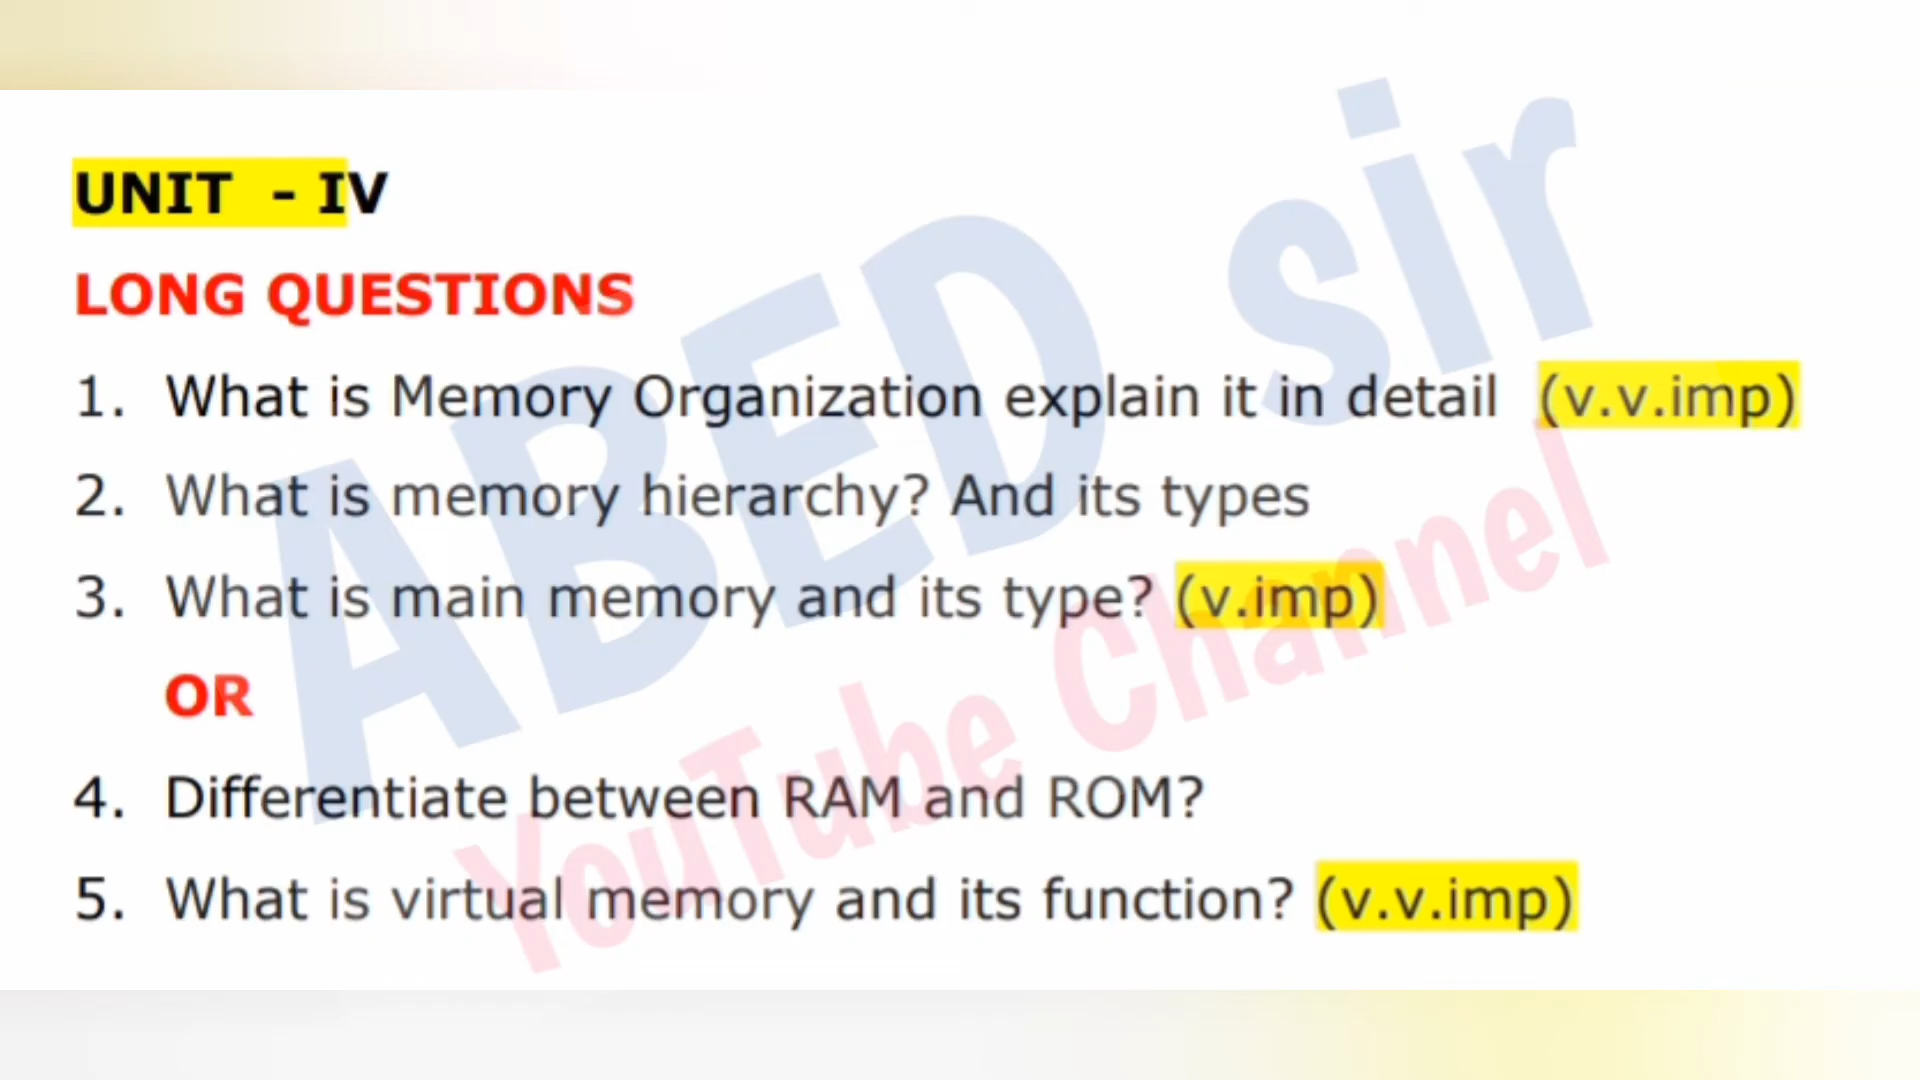 UNIT - IV
LONG QUESTIONS
1. What is Memory Organization explain it in detail (v.v.imp)
2. What is memory hierarchy? And its types
3. What is main memory and its type? (v.imp)
OR
4. Differentiate between RAM and ROM?
5. What is virtual memory and its function? (v.v.imp)
ABED sir
YouTube Channel